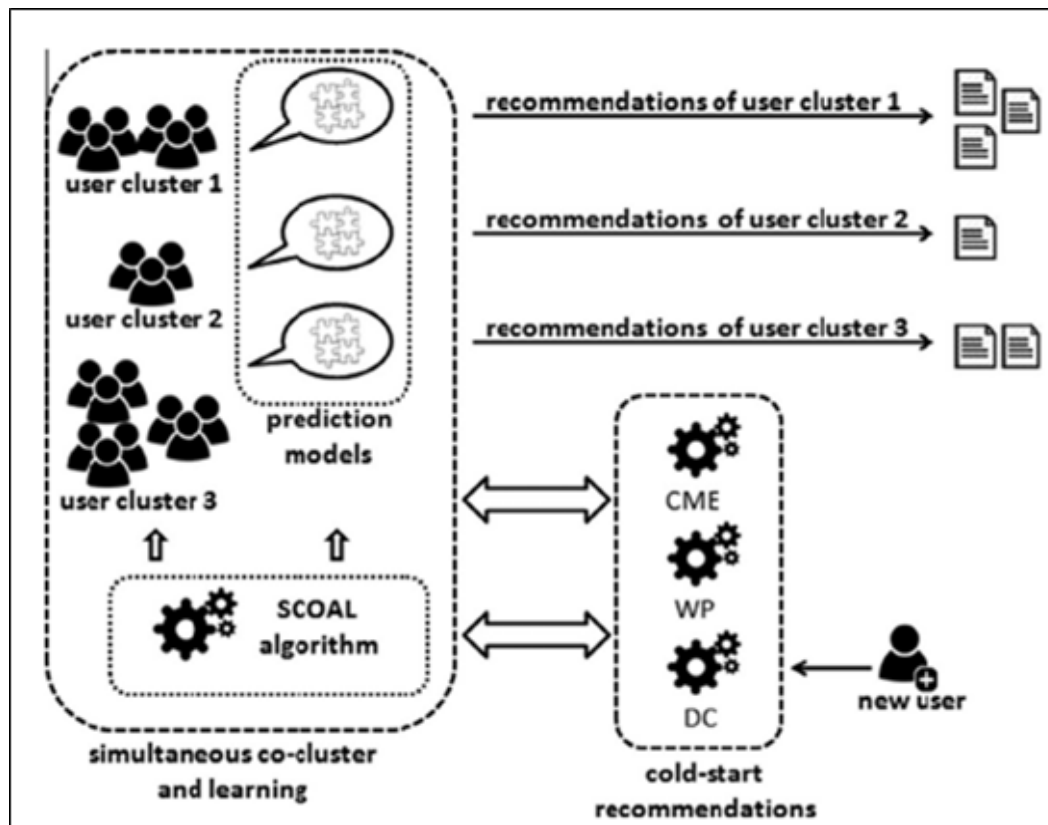 recommendations of user cluster 1
user cluster 1
recommendations of user cluster 2
user cluster 2
recommendations of user cluster 3
prediction
models
user cluster 3
CME
SCOAL
algorithm
WP
DC
new user
simultaneous co-cluster
and learning
cold-start
recommendations